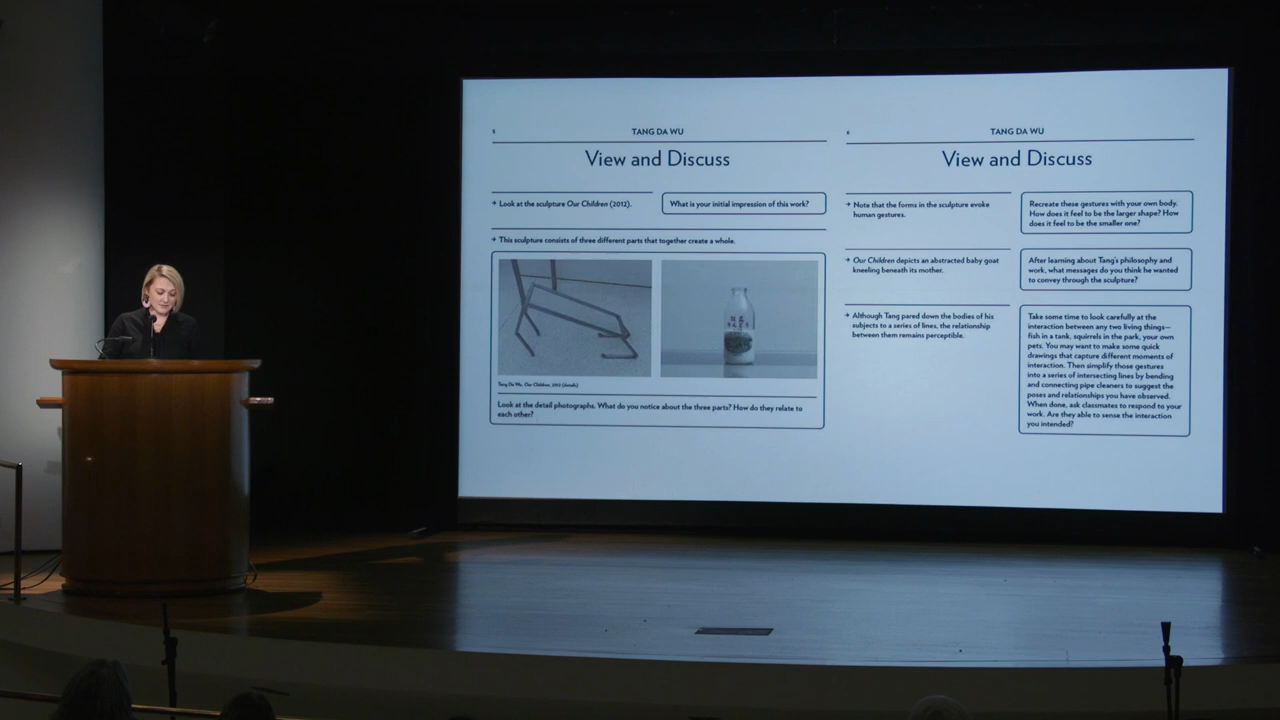 5
TANG DA WU
View and Discuss
→ Look at the sculpture Our Children (2012).
What is your initial impression of this work?
→ This sculpture consists of three different parts that together create a whole.
Tang Da Wu, Our Children, 2012 (details)
Look at the detail photographs. What do you notice about the three parts? How do they relate to
each other?
6
TANG DA WU
View and Discuss
→ Note that the forms in the sculpture evoke
human gestures.
Recreate these gestures with your own body.
How does it feel to be the larger shape? How
does it feel to be the smaller one?
→ Our Children depicts an abstracted baby goat
kneeling beneath its mother.
After learning about Tang's philosophy and
work, what messages do you think he wanted
to convey through the sculpture?
→ Although Tang pared down the bodies of his
subjects to a series of lines, the relationship
between them remains perceptible.
Take some time to look carefully at the
interaction between any two living things—
fish in a tank, squirrels in the park, your own
pets. You may want to make some quick
drawings that capture different moments of
interaction. Then simplify those gestures
into a series of intersecting lines by bending
and connecting pipe cleaners to suggest the
poses and relationships you have observed.
When done, ask classmates to respond to your
work. Are they able to sense the interaction
you intended?